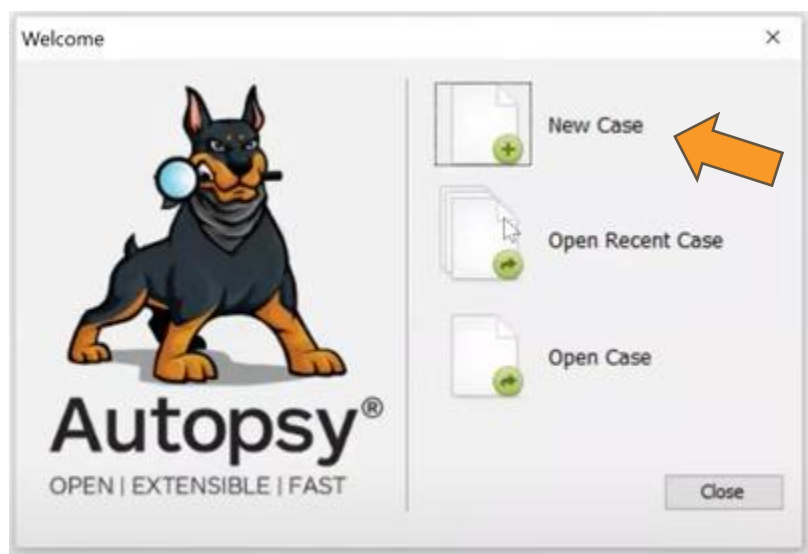 Welcome
New Case
Open Recent Case
Open Case
Autopsy®
OPEN | EXTENSIBLE | FAST
Close